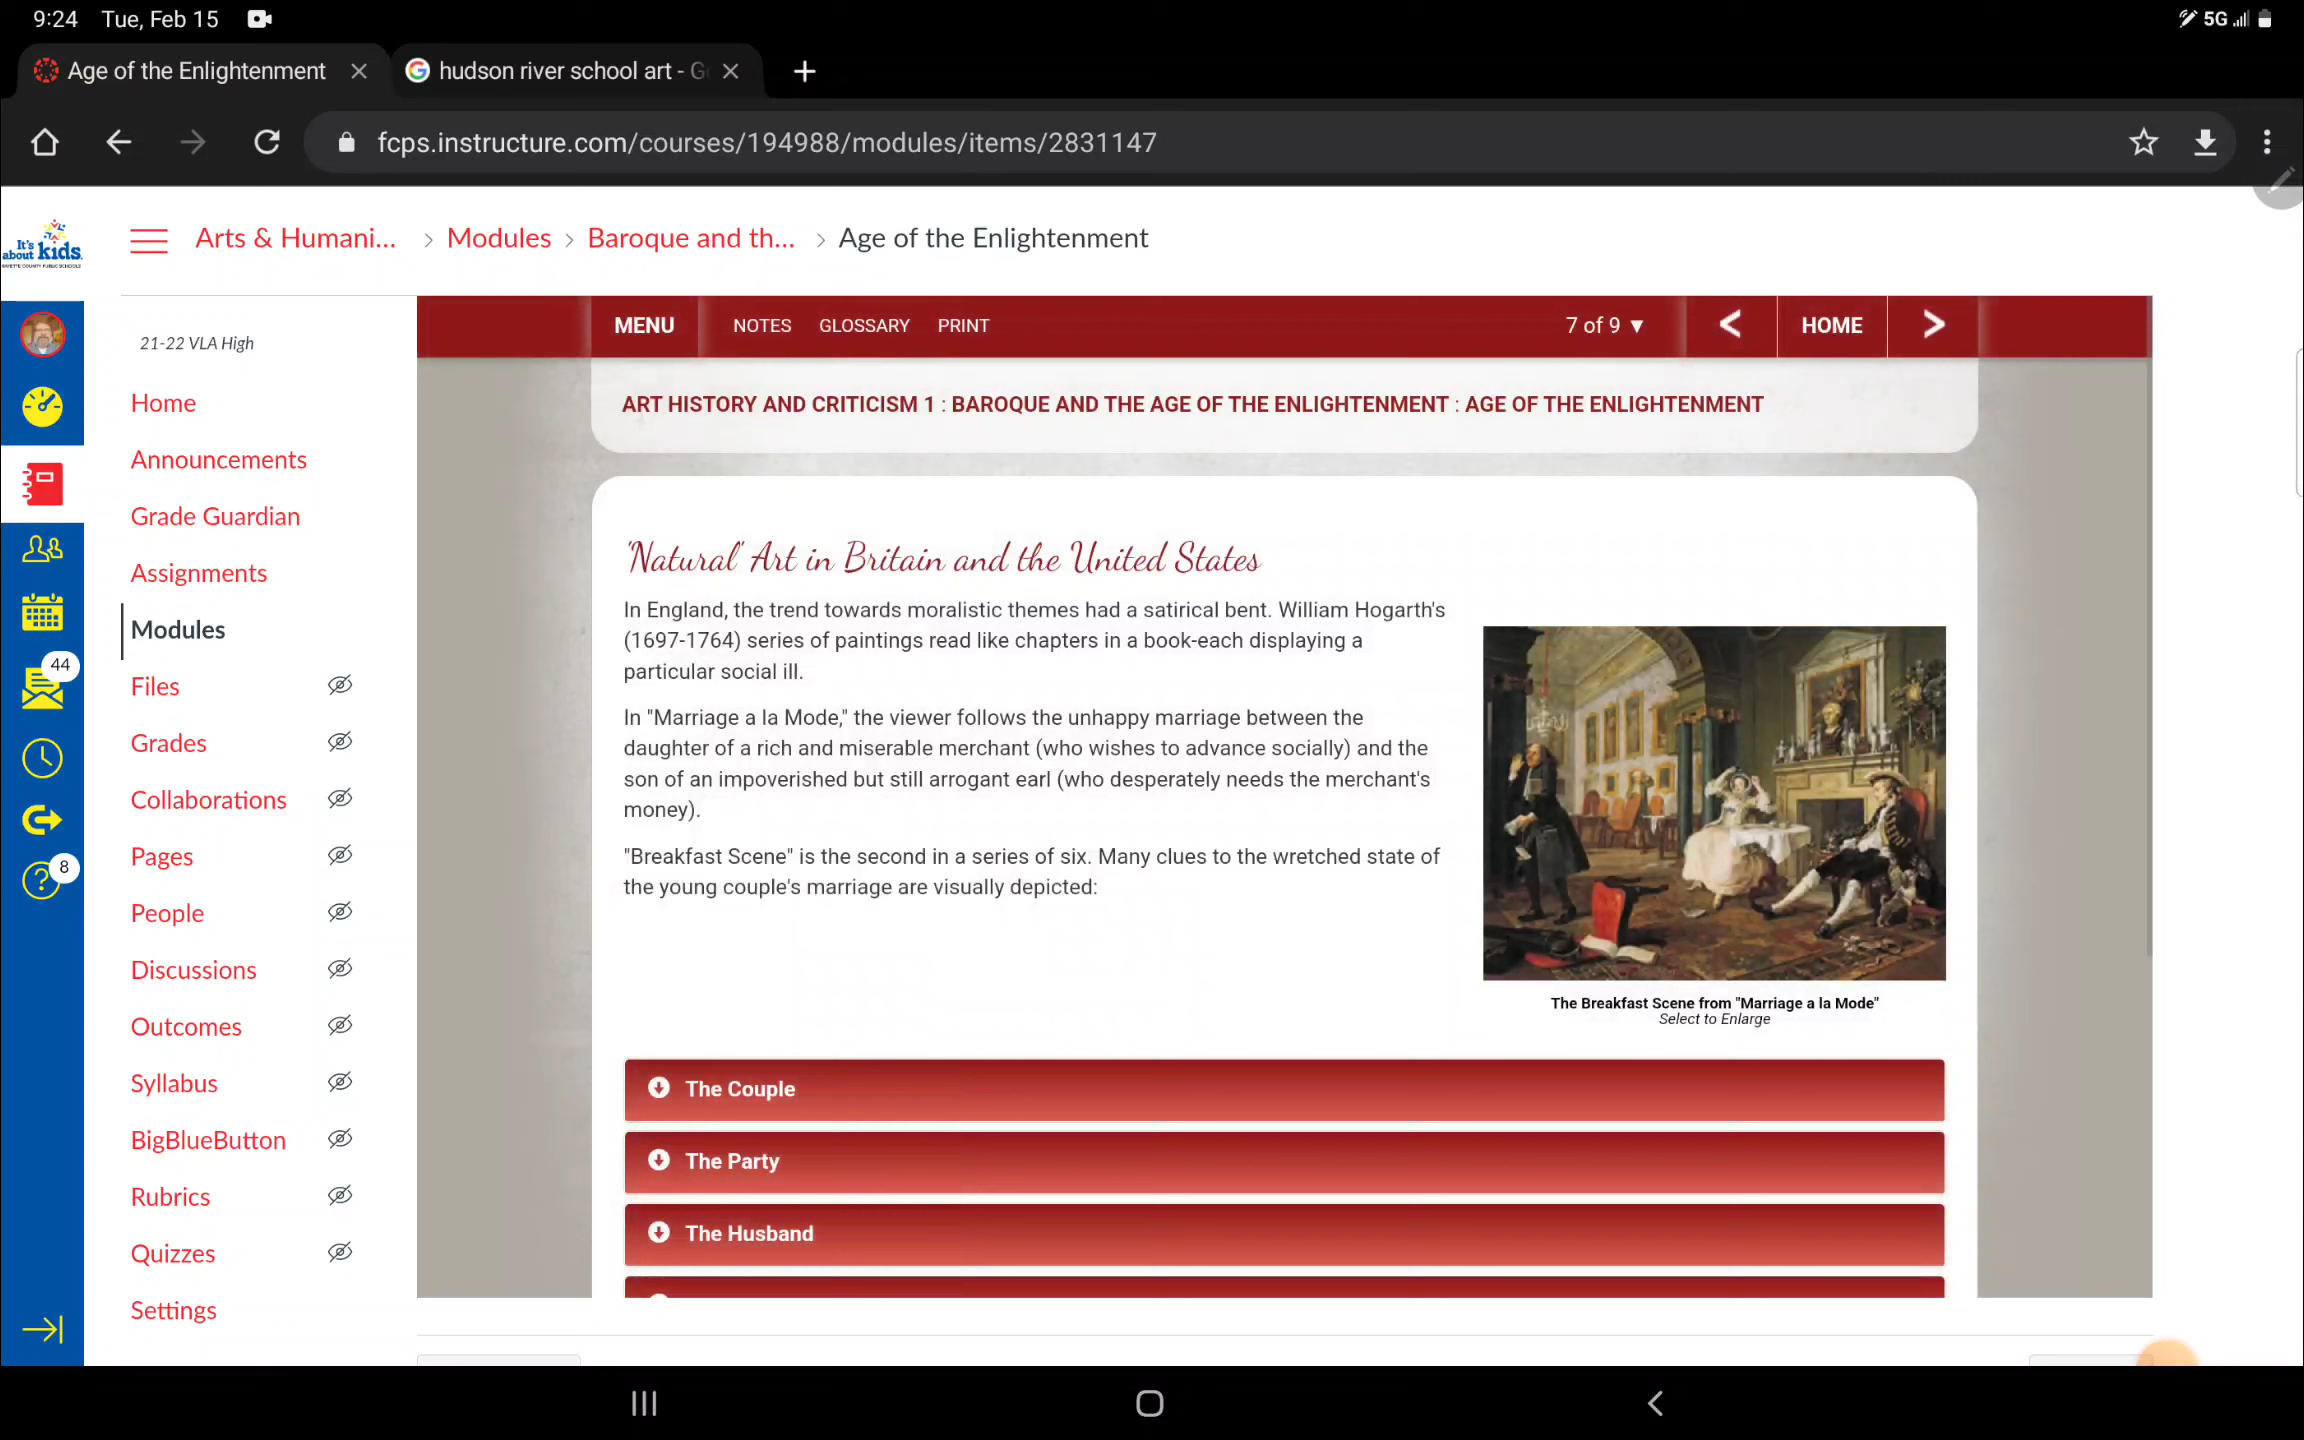 9:24 Tue, Feb 15
5G
Age of the Enlightenment
hudson river school art - G
fcps.instructure.com/courses/194988/modules/items/2831147
It's about kids.
FAYETTE COUNTY PUBLIC SCHOOLS
Arts & Humani... > Modules > Baroque and th... > Age of the Enlightenment
21-22 VLA High
Home
Announcements
Grade Guardian
Assignments
Modules
Files
Grades
Collaborations
Pages
People
Discussions
Outcomes
Syllabus
BigBlueButton
Rubrics
Quizzes
Settings
44
8
MENU NOTES GLOSSARY PRINT 7 of 9 ▼ < HOME >
ART HISTORY AND CRITICISM 1 : BAROQUE AND THE AGE OF THE ENLIGHTENMENT : AGE OF THE ENLIGHTENMENT
'Natural' Art in Britain and the United States
In England, the trend towards moralistic themes had a satirical bent. William Hogarth's
(1697-1764) series of paintings read like chapters in a book-each displaying a
particular social ill.
In "Marriage a la Mode," the viewer follows the unhappy marriage between the
daughter of a rich and miserable merchant (who wishes to advance socially) and the
son of an impoverished but still arrogant earl (who desperately needs the merchant's
money).
"Breakfast Scene" is the second in a series of six. Many clues to the wretched state of
the young couple's marriage are visually depicted:
The Breakfast Scene from "Marriage a la Mode"
Select to Enlarge
The Couple
The Party
The Husband